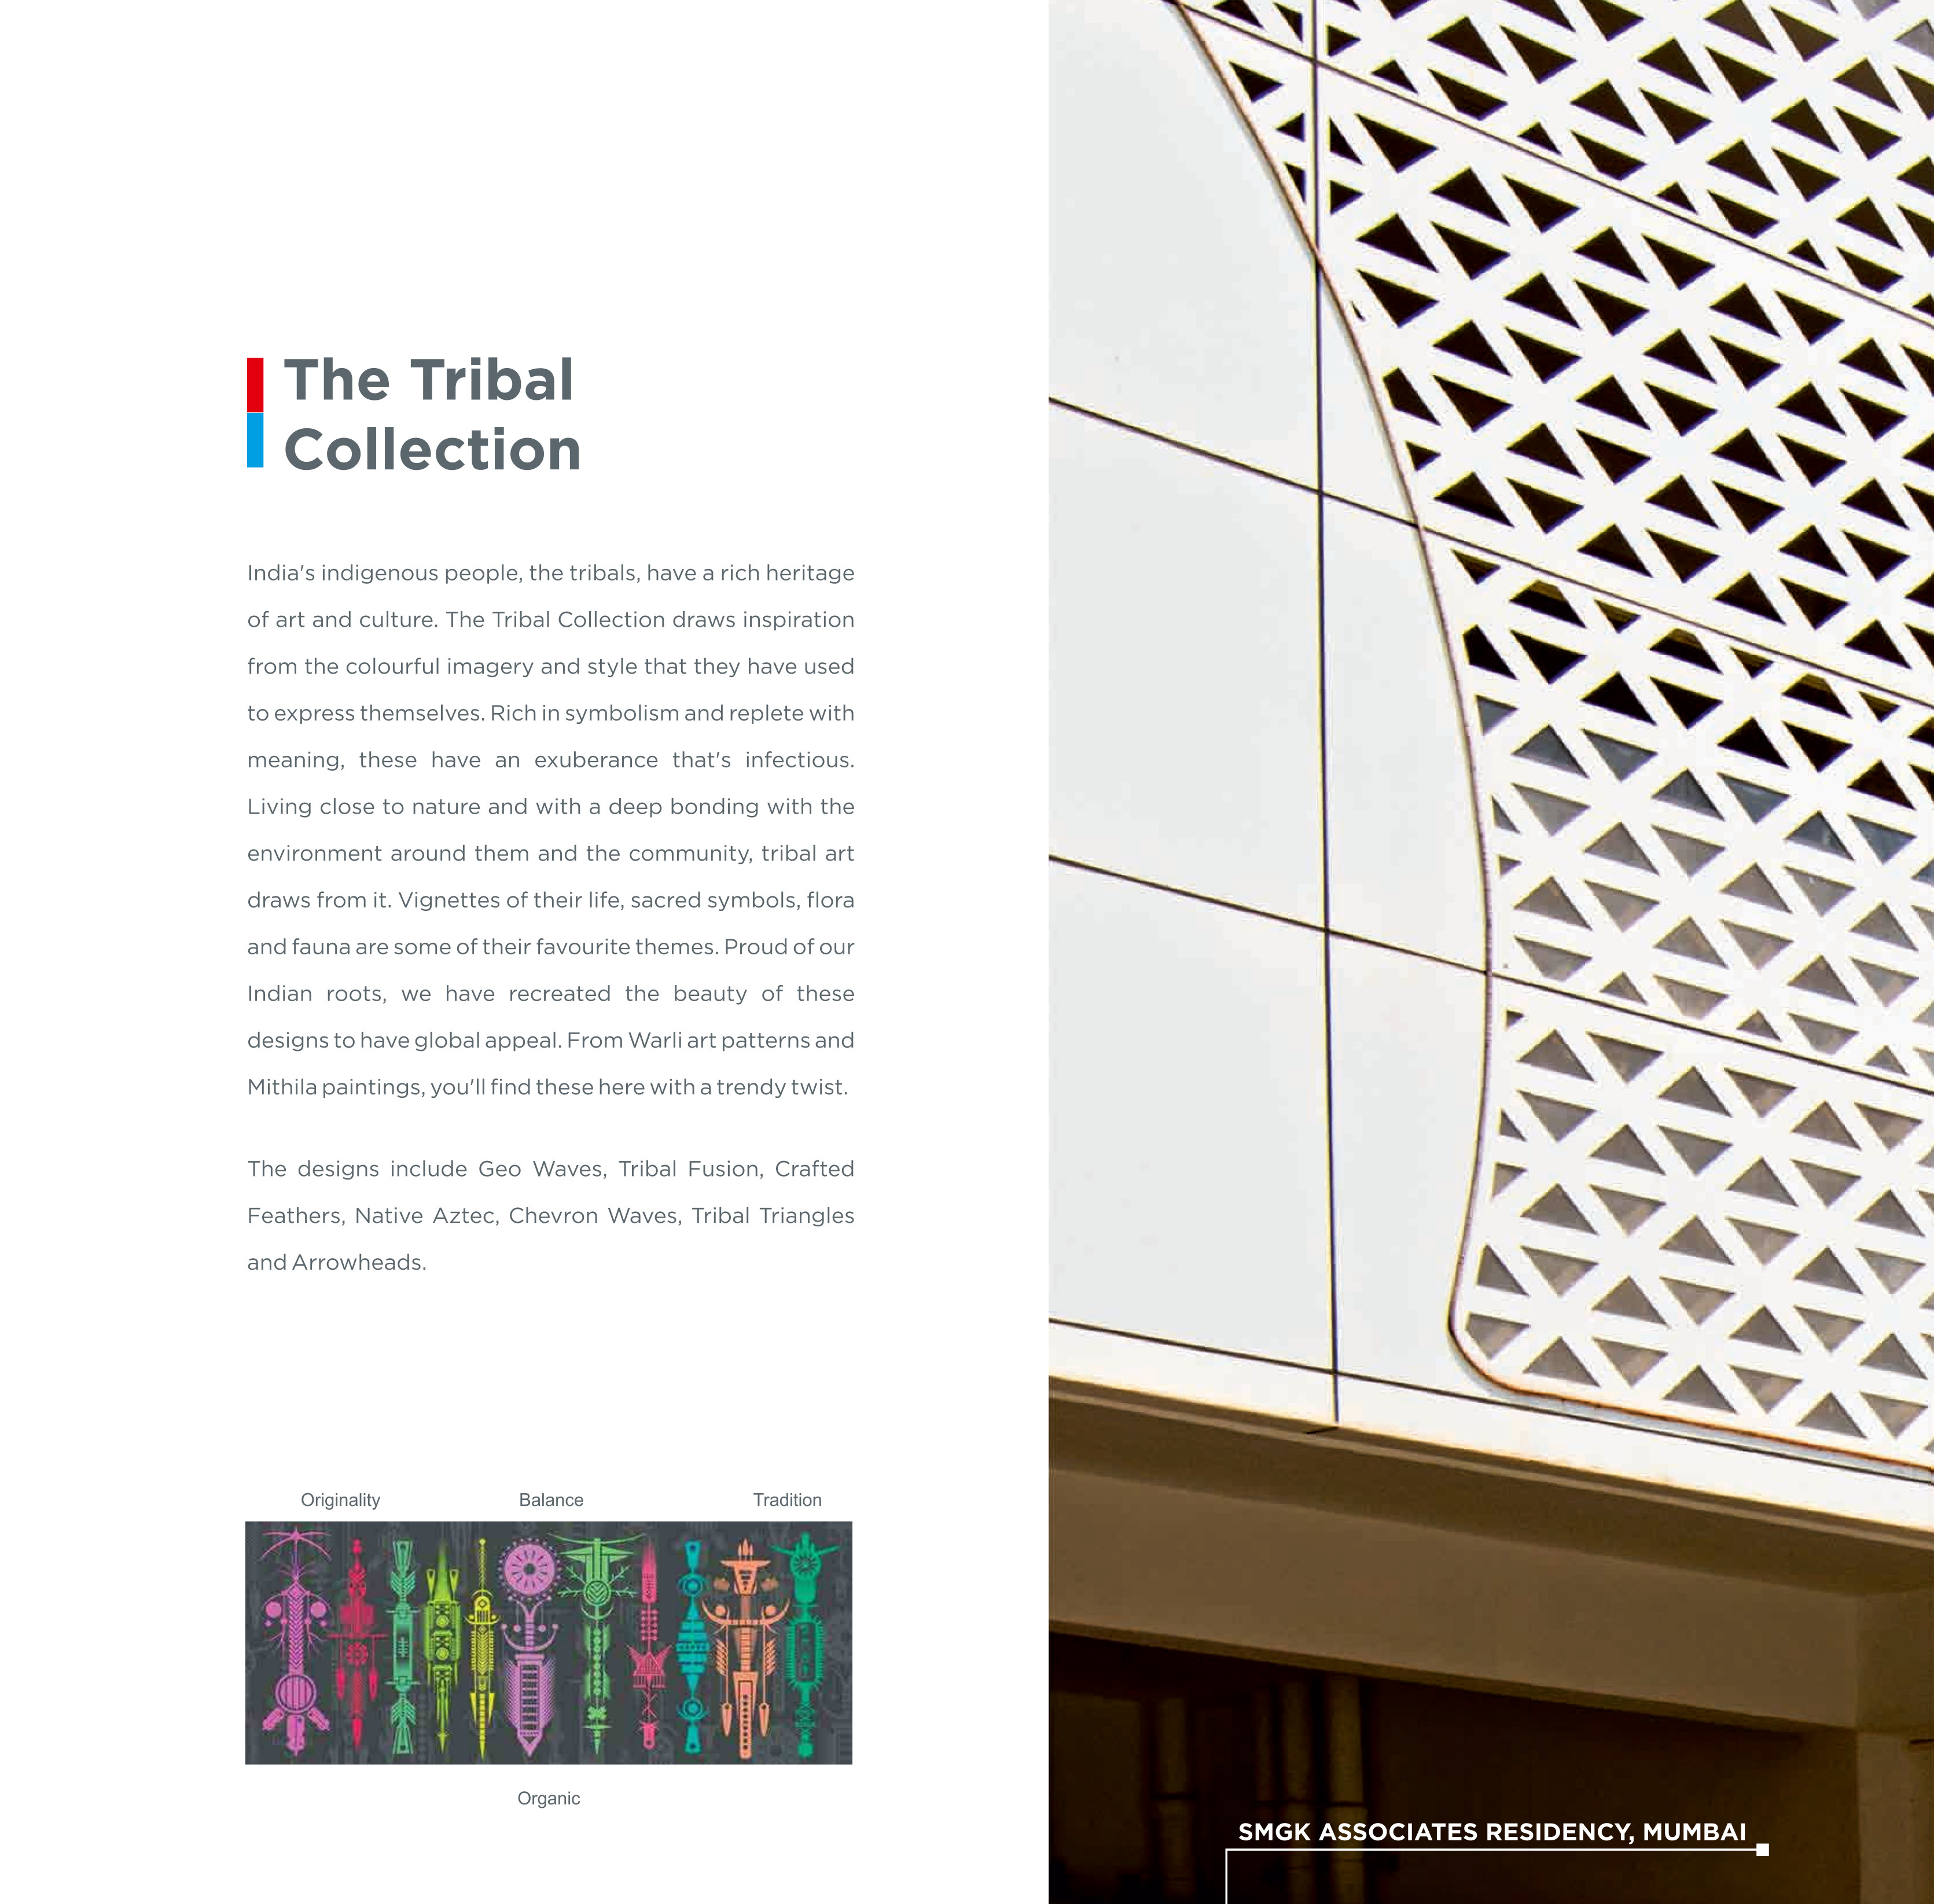 The Tribal
Collection
India's indigenous people, the tribals, have a rich heritage
of art and culture. The Tribal Collection draws inspiration
from the colourful imagery and style that they have used
to express themselves. Rich in symbolism and replete with
meaning, these have an exuberance that's infectious.
Living close to nature and with a deep bonding with the
environment around them and the community, tribal art
draws from it. Vignettes of their life, sacred symbols, flora
and fauna are some of their favourite themes. Proud of our
Indian roots, we have recreated the beauty of these
designs to have global appeal. From Warli art patterns and
Mithila paintings, you'll find these here with a trendy twist.
The designs include Geo Waves, Tribal Fusion, Crafted
Feathers, Native Aztec, Chevron Waves, Tribal Triangles
and Arrowheads.
Originality Balance Tradition
Organic
SMGK ASSOCIATES RESIDENCY, MUMBAI